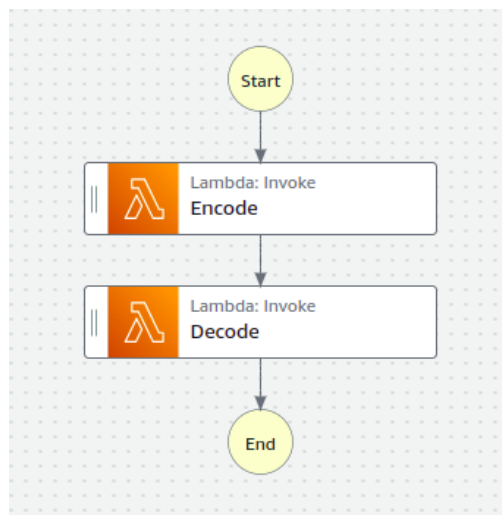 Start
Lambda: Invoke
Encode
Lambda: Invoke
Decode
End